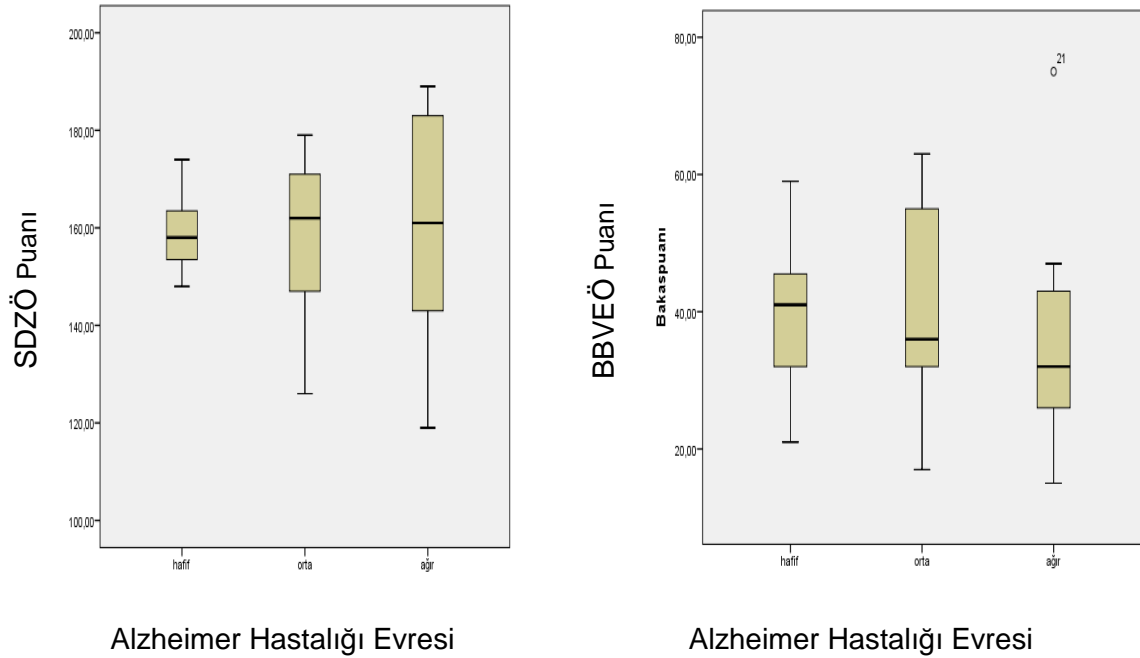 200,00
180,00
160,00
140,00
120,00
100,00
SDZÖ Puanı
hafif
orta
ağır
Alzheimer Hastalığı Evresi
80,00
60,00
40,00
20,00
BBVEÖ Puanı
Bakaspuanı
21
hafif
orta
ağır
Alzheimer Hastalığı Evresi